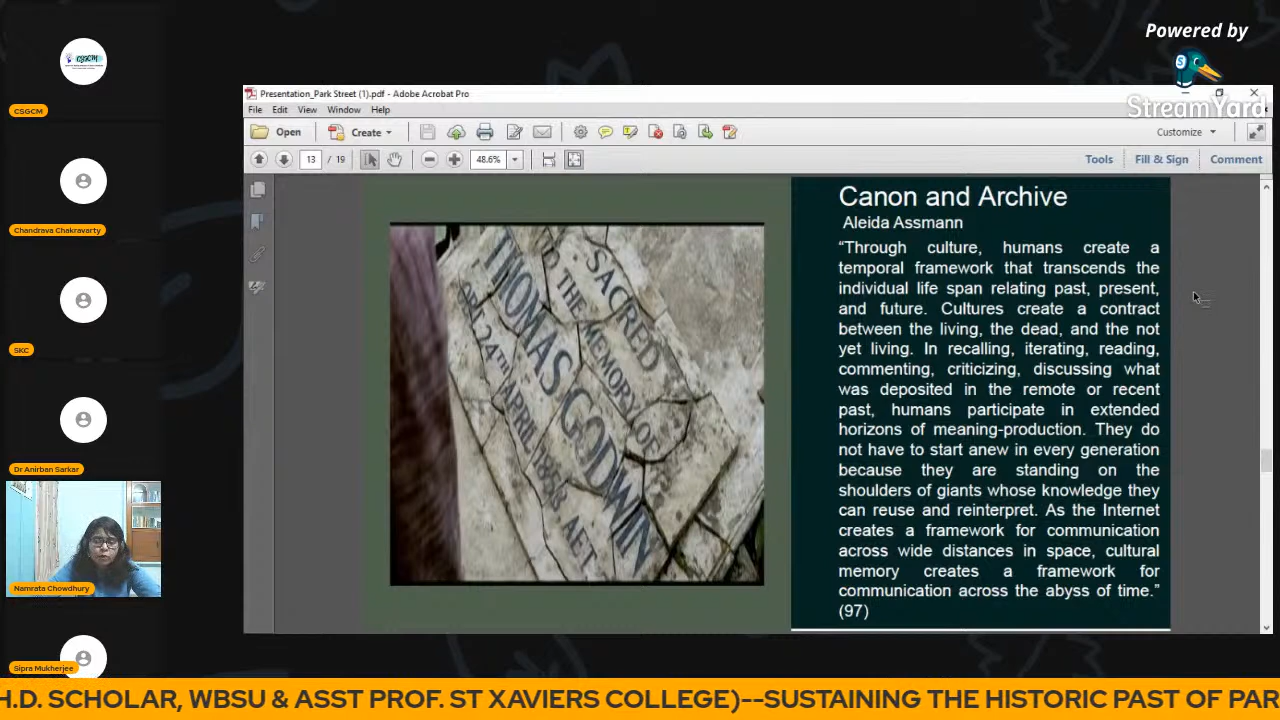 Powered by
StreamYard
CSGCM
Chandrava Chakravarty
SKC
Dr Anirban Sarkar
Namrata Chowdhury
Sipra Mukherjee
Presentation_Park Street (1).pdf - Adobe Acrobat Pro
File Edit View Window Help
Open Create Customize
13 / 19 48.6% Tools Fill & Sign Comment
SACRED
THE MEMORY OF
THOMAS GODWIN
24TH APRIL 1868, AET
Canon and Archive
Aleida Assmann
“Through culture, humans create a
temporal framework that transcends the
individual life span relating past, present,
and future. Cultures create a contract
between the living, the dead, and the not
yet living. In recalling, iterating, reading,
commenting, criticizing, discussing what
was deposited in the remote or recent
past, humans participate in extended
horizons of meaning-production. They do
not have to start anew in every generation
because they are standing on the
shoulders of giants whose knowledge they
can reuse and reinterpret. As the Internet
creates a framework for communication
across wide distances in space, cultural
memory creates a framework for
communication across the abyss of time.”
(97)
H.D. SCHOLAR, WBSU & ASST PROF. ST XAVIERS COLLEGE)--SUSTAINING THE HISTORIC PAST OF PAR